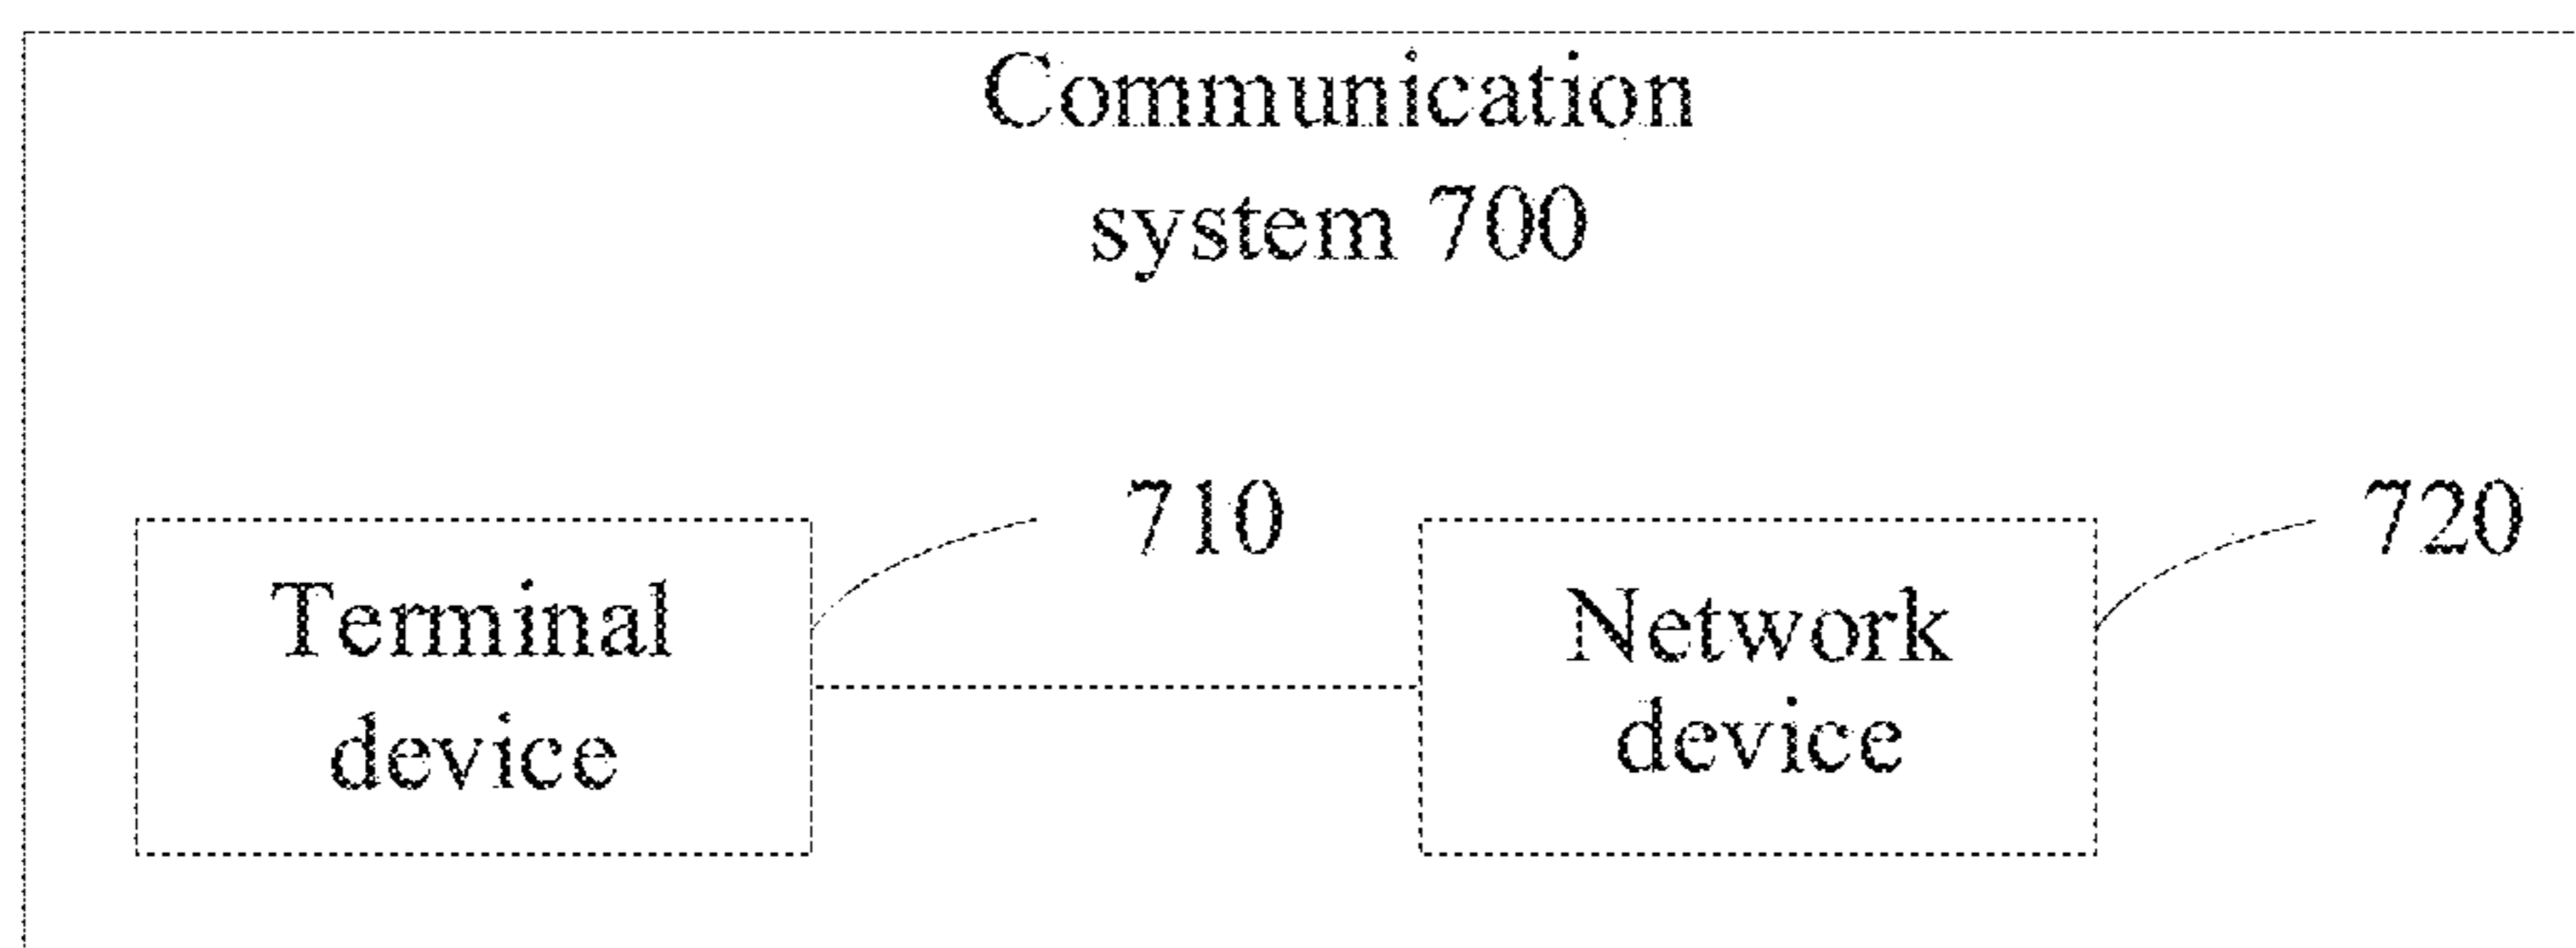 Communication
system 700
710
720
Terminal
device
Network
device